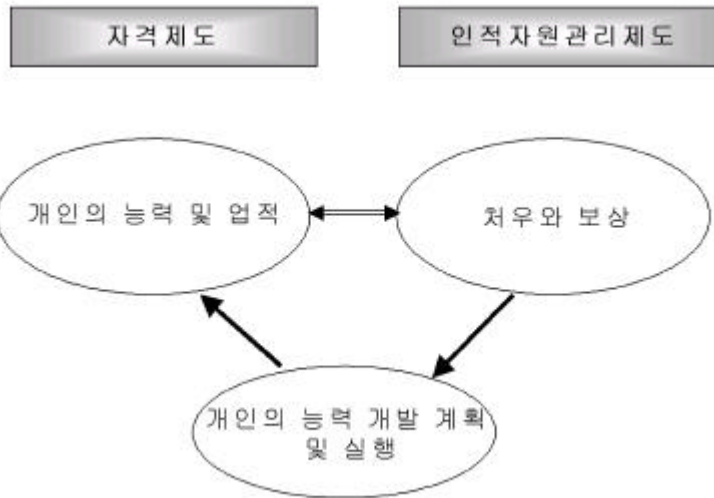 자격제도
인적자원관리제도
개인의 능력 및 업적
처우와 보상
개인의 능력 개발 계획
및 실행